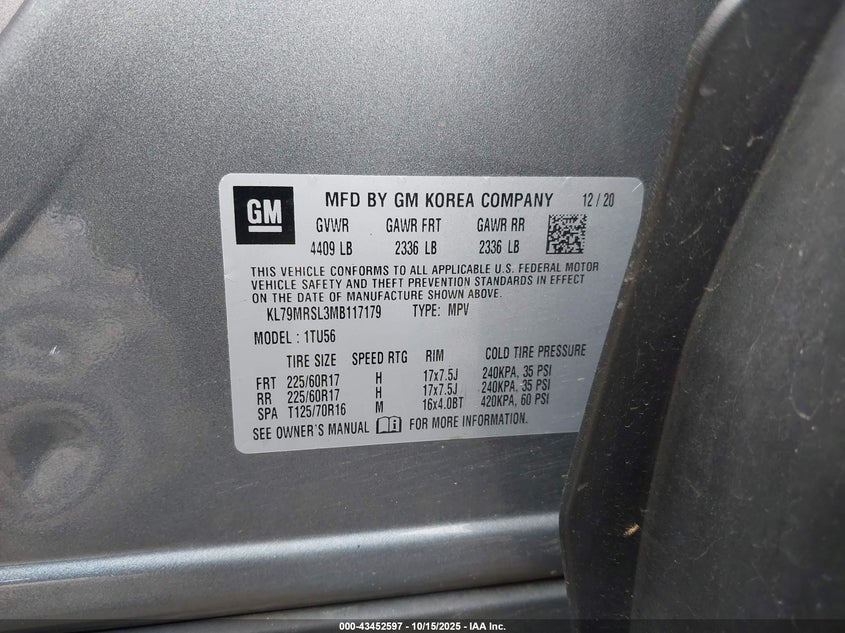 GM
MFD BY GM KOREA COMPANY 12/20
GVWR GAWR FRT GAWR RR
4409 LB 2336 LB 2336 LB
THIS VEHICLE CONFORMS TO ALL APPLICABLE U.S. FEDERAL MOTOR
VEHICLE SAFETY AND THEFT PREVENTION STANDARDS IN EFFECT
ON THE DATE OF MANUFACTURE SHOWN ABOVE.
KL79MRSL3MB117179 TYPE: MPV
MODEL : 1TU56
TIRE SIZE SPEED RTG RIM COLD TIRE PRESSURE
FRT 225/60R17 H 17x7.5J 240KPA, 35 PSI
RR 225/60R17 H 17x7.5J 240KPA, 35 PSI
SPA T125/70R16 M 16x4.0BT 420KPA, 60 PSI
SEE OWNER'S MANUAL FOR MORE INFORMATION.
000-43452597 - 10/15/2025 - IAA Inc.